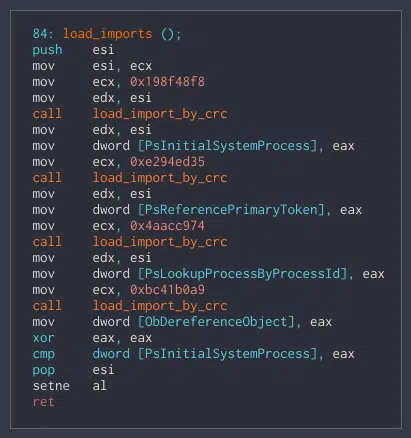 84: load_imports ();
push esi
mov esi, ecx
mov ecx, 0x198f48f8
mov edx, esi
call load_import_by_crc
mov edx, esi
mov dword [PsInitialSystemProcess], eax
mov ecx, 0xe294ed35
call load_import_by_crc
mov edx, esi
mov dword [PsReferencePrimaryToken], eax
mov ecx, 0x4aacc974
call load_import_by_crc
mov edx, esi
mov dword [PsLookupProcessByProcessId], eax
mov ecx, 0xbc41b0a9
call load_import_by_crc
mov dword [ObDereferenceObject], eax
xor eax, eax
cmp dword [PsInitialSystemProcess], eax
pop esi
setne al
ret